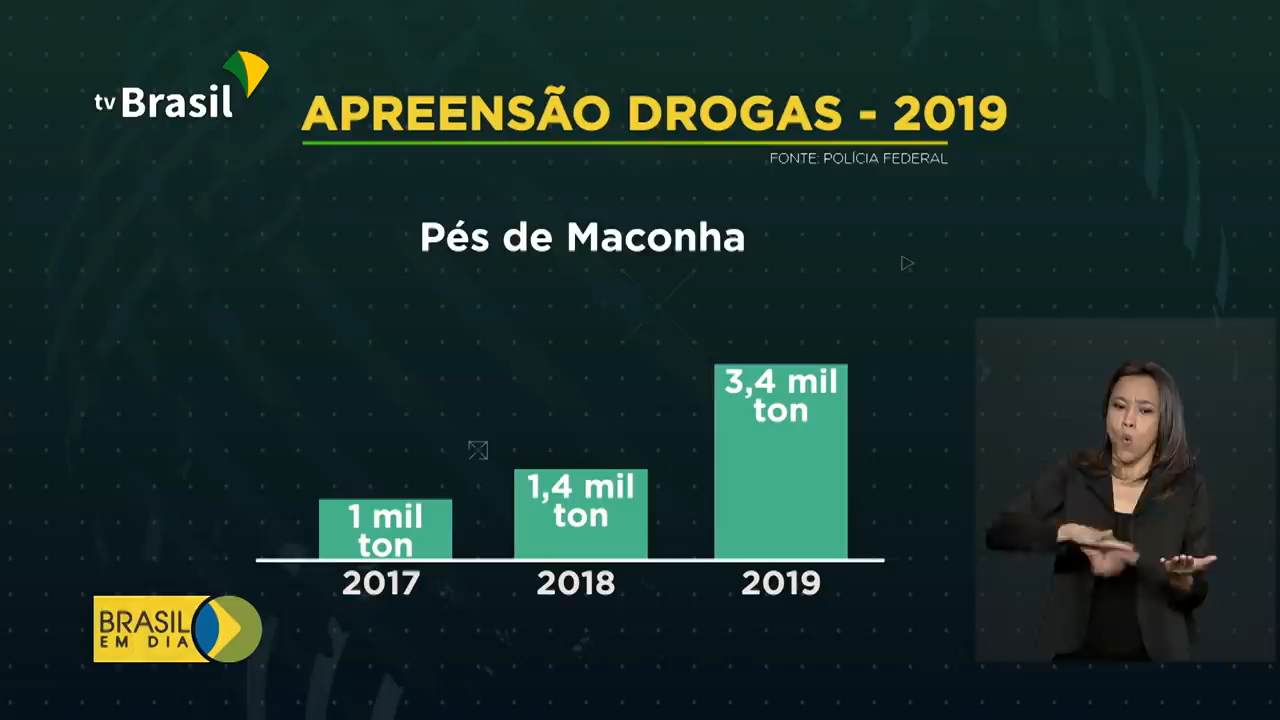 tv Brasil
APREENSÃO DROGAS - 2019
FONTE: POLÍCIA FEDERAL
Pés de Maconha
3,4 mil
ton
1,4 mil
ton
1 mil
ton
2017
2018
2019
BRASIL
EM DIA